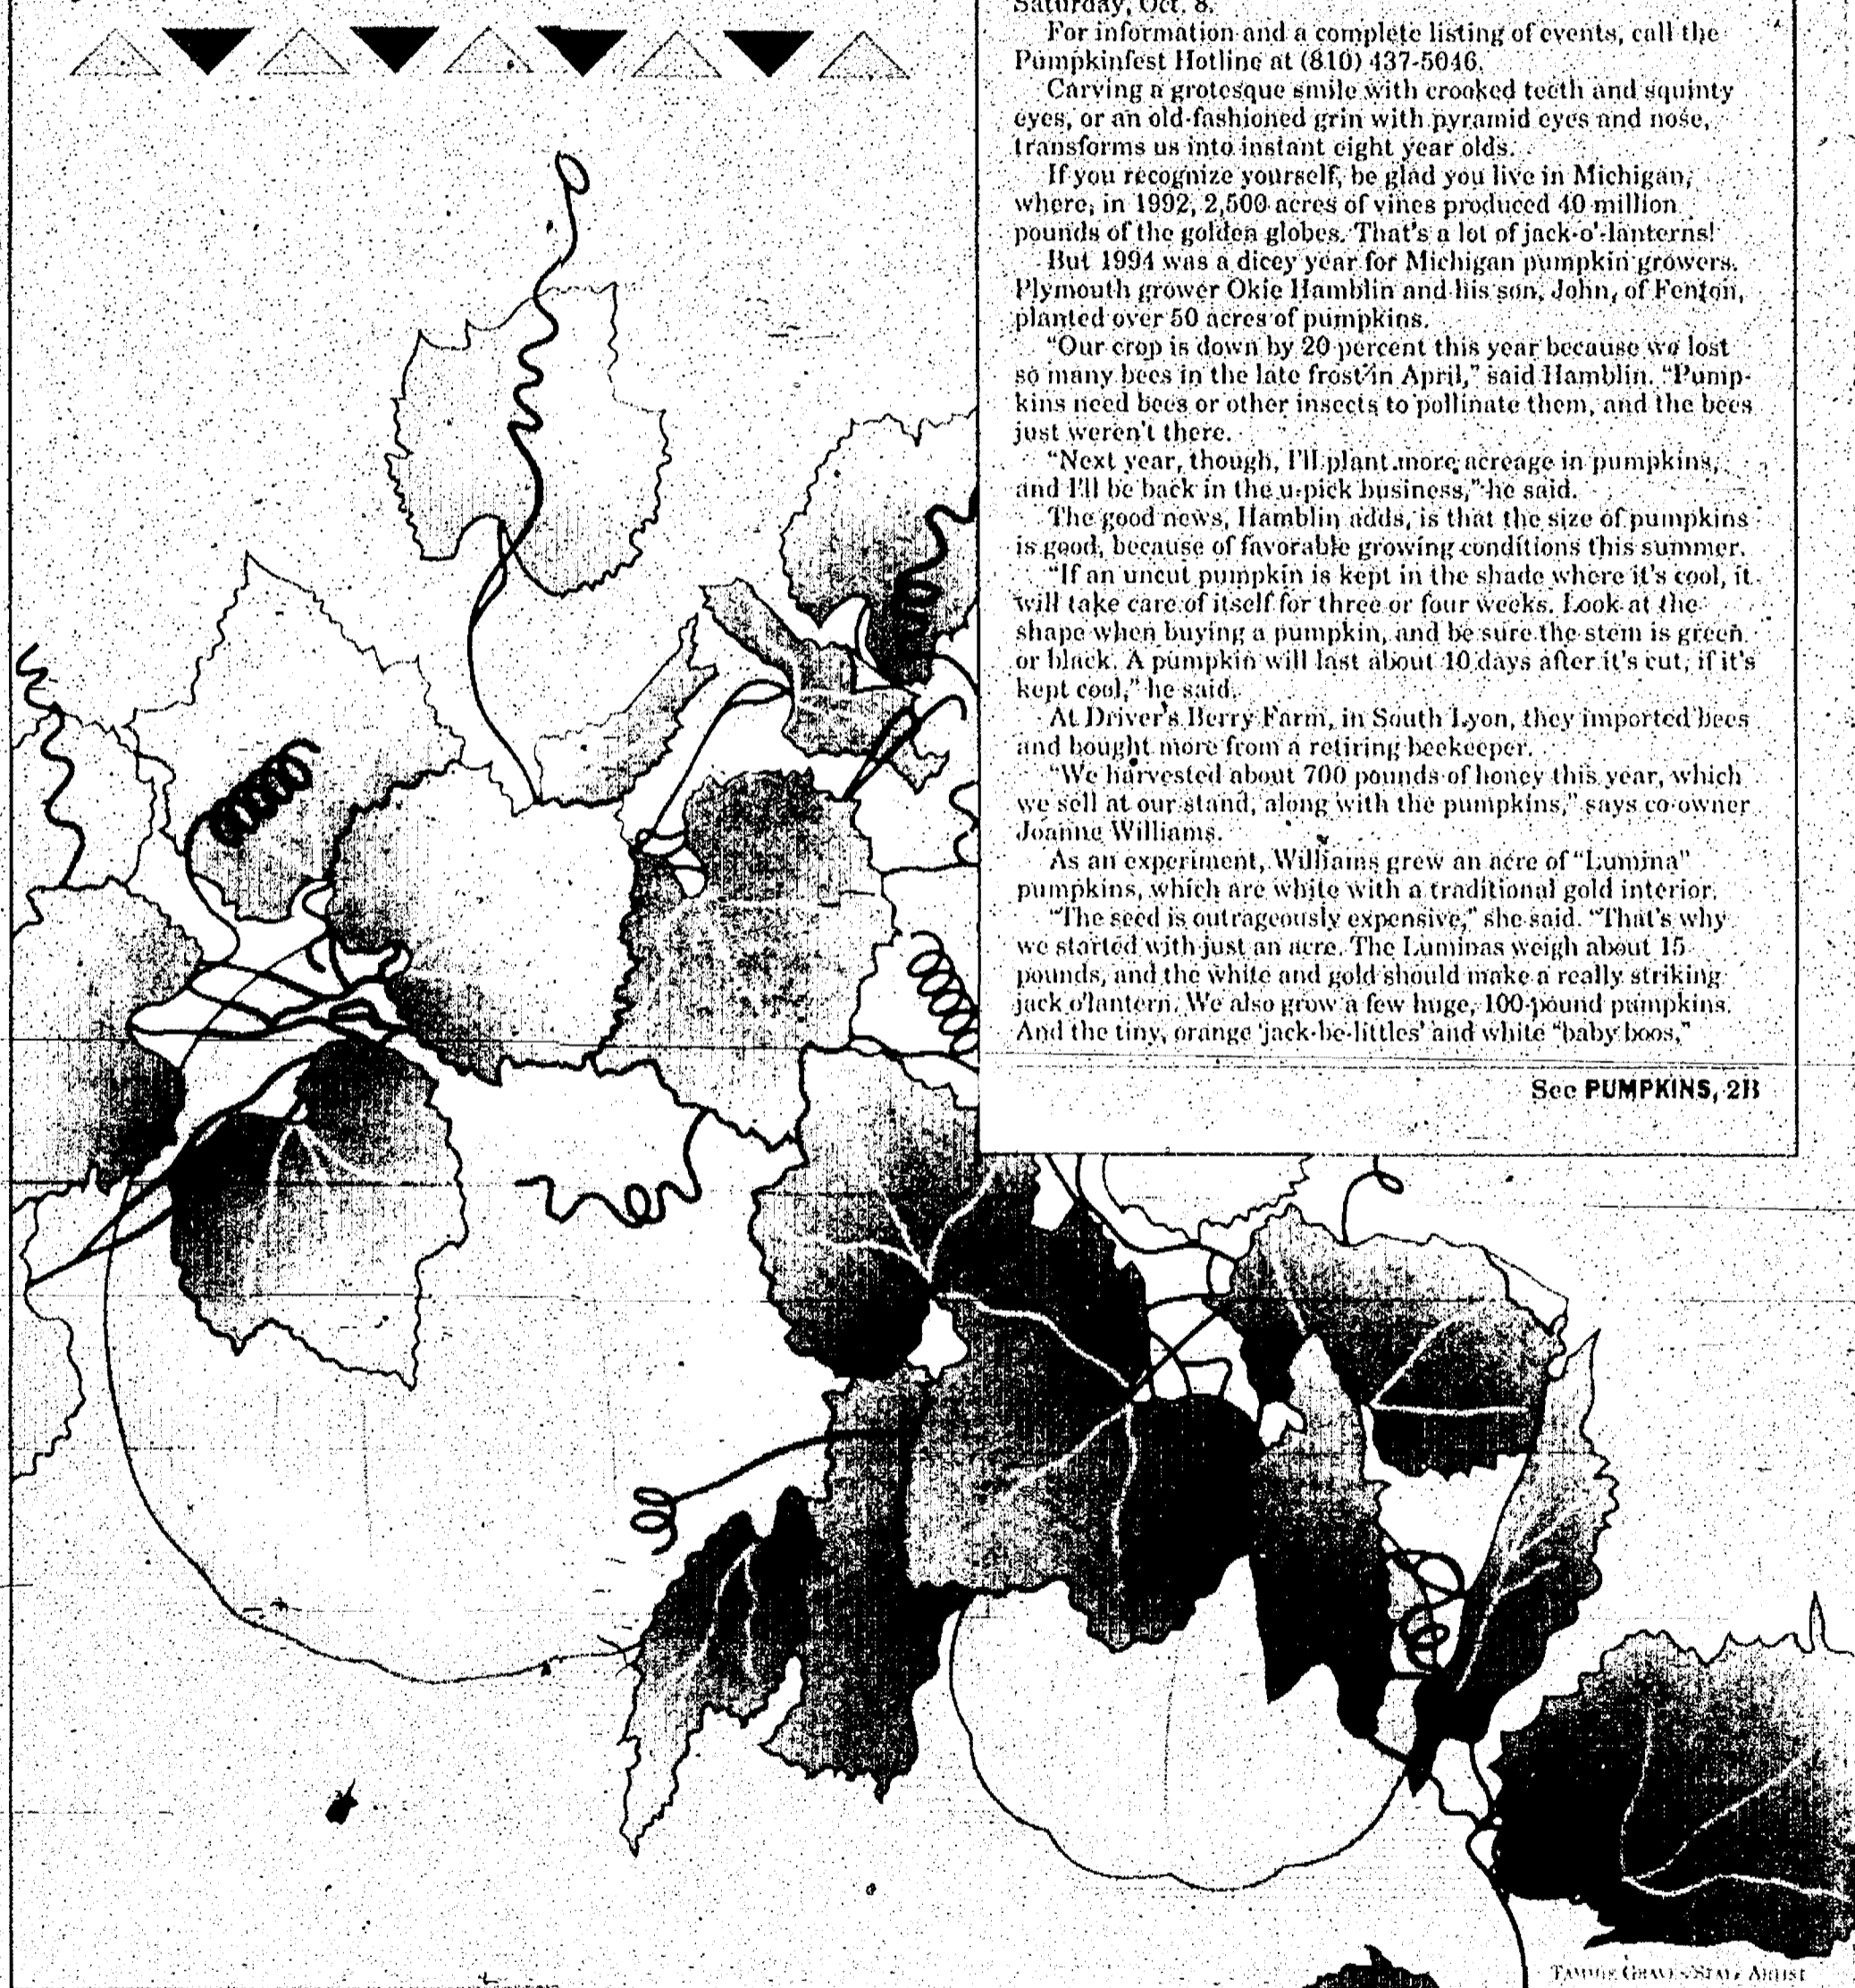 Saturday, Oct. 8.
For information and a complete listing of events, call the
Pumpkinfest Hotline at (810) 437-5046.
Carving a grotesque smile with crooked teeth and squinty
eyes, or an old-fashioned grin with pyramid eyes and nose,
transforms us into instant eight year olds.
If you recognize yourself, be glad you live in Michigan,
where, in 1992, 2,500 acres of vines produced 40 million
pounds of the golden globes. That's a lot of jack-o'-lanterns!
But 1994 was a dicey year for Michigan pumpkin growers.
Plymouth grower Okie Hamblin and his son, John, of Fenton,
planted over 50 acres of pumpkins.
"Our crop is down by 20 percent this year because we lost
so many bees in the late frost in April," said Hamblin. "Pump-
kins need bees or other insects to pollinate them, and the bees
just weren't there.
"Next year, though, I'll plant more acreage in pumpkins,
and I'll be back in the u-pick business," he said.
The good news, Hamblin adds, is that the size of pumpkins
is good, because of favorable growing conditions this summer.
"If an uncut pumpkin is kept in the shade where it's cool, it
will take care of itself for three or four weeks. Look at the
shape when buying a pumpkin, and be sure the stem is green
or black. A pumpkin will last about 10 days after it's cut, if it's
kept cool," he said.
At Driver's Berry Farm, in South Lyon, they imported bees
and bought more from a retiring beekeeper.
"We harvested about 700 pounds of honey this year, which
we sell at our stand, along with the pumpkins," says co-owner
Joanne Williams.
As an experiment, Williams grew an acre of "Lumina"
pumpkins, which are white with a traditional gold interior.
"The seed is outrageously expensive," she said. "That's why
we started with just an acre. The Luminas weigh about 15
pounds, and the white and gold should make a really striking
jack o'lantern. We also grow a few huge, 100-pound pumpkins.
And the tiny, orange 'jack-be-littles' and white "baby boos,"
See PUMPKINS, 2B
TAMMIE GRAVES/STAFF ARTIST